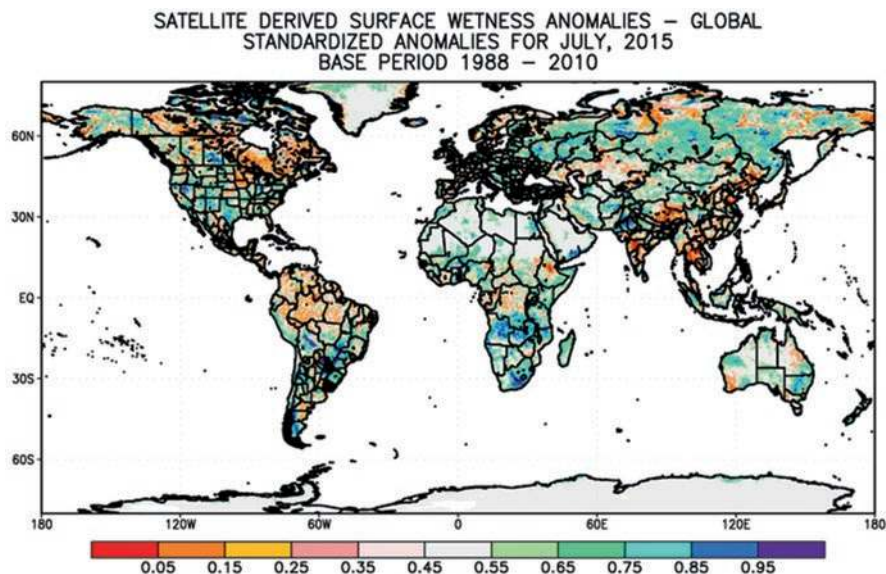 SATELLITE DERIVED SURFACE WETNESS ANOMALIES – GLOBAL
STANDARDIZED ANOMALIES FOR JULY, 2015
BASE PERIOD 1988 – 2010
60N
30N
EQ
30S
60S
180 120W 60W 0 60E 120E 180
0.05 0.15 0.25 0.35 0.45 0.55 0.65 0.75 0.85 0.95